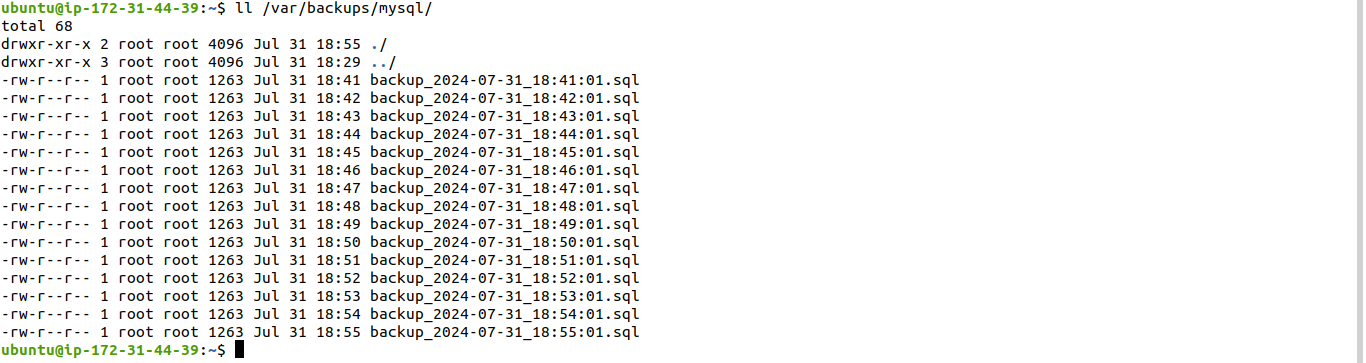 ubuntu@ip-172-31-44-39:~$ ll /var/backups/mysql/
total 68
drwxr-xr-x 2 root root 4096 Jul 31 18:55 ./
drwxr-xr-x 3 root root 4096 Jul 31 18:29 ../
-rw-r--r-- 1 root root 1263 Jul 31 18:41 backup_2024-07-31_18:41:01.sql
-rw-r--r-- 1 root root 1263 Jul 31 18:42 backup_2024-07-31_18:42:01.sql
-rw-r--r-- 1 root root 1263 Jul 31 18:43 backup_2024-07-31_18:43:01.sql
-rw-r--r-- 1 root root 1263 Jul 31 18:44 backup_2024-07-31_18:44:01.sql
-rw-r--r-- 1 root root 1263 Jul 31 18:45 backup_2024-07-31_18:45:01.sql
-rw-r--r-- 1 root root 1263 Jul 31 18:46 backup_2024-07-31_18:46:01.sql
-rw-r--r-- 1 root root 1263 Jul 31 18:47 backup_2024-07-31_18:47:01.sql
-rw-r--r-- 1 root root 1263 Jul 31 18:48 backup_2024-07-31_18:48:01.sql
-rw-r--r-- 1 root root 1263 Jul 31 18:49 backup_2024-07-31_18:49:01.sql
-rw-r--r-- 1 root root 1263 Jul 31 18:50 backup_2024-07-31_18:50:01.sql
-rw-r--r-- 1 root root 1263 Jul 31 18:51 backup_2024-07-31_18:51:01.sql
-rw-r--r-- 1 root root 1263 Jul 31 18:52 backup_2024-07-31_18:52:01.sql
-rw-r--r-- 1 root root 1263 Jul 31 18:53 backup_2024-07-31_18:53:01.sql
-rw-r--r-- 1 root root 1263 Jul 31 18:54 backup_2024-07-31_18:54:01.sql
-rw-r--r-- 1 root root 1263 Jul 31 18:55 backup_2024-07-31_18:55:01.sql
ubuntu@ip-172-31-44-39:~$